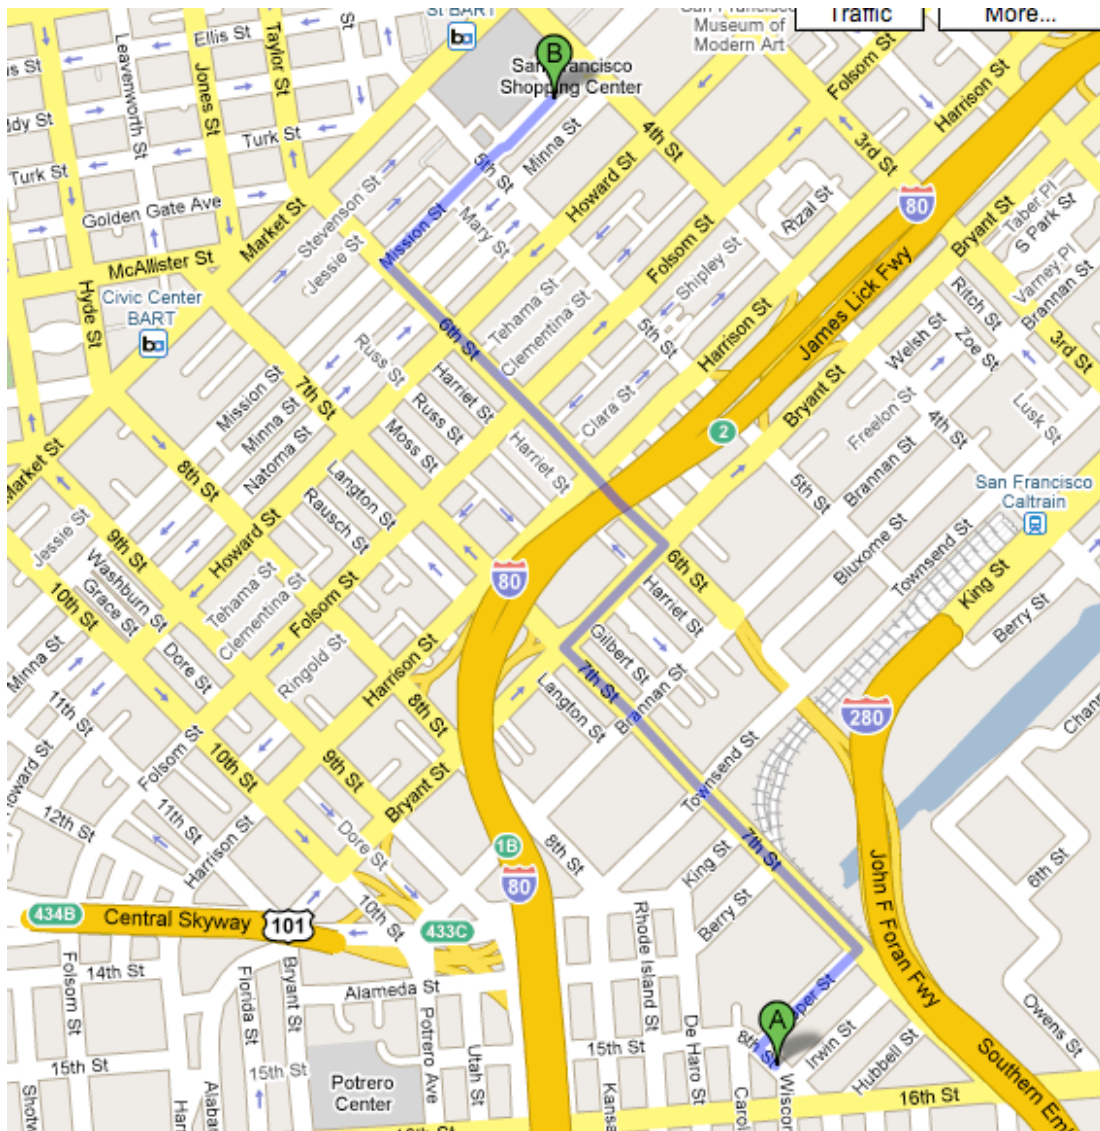 St BART
San Francisco
Museum of
Modern Art
Traffic
More...
B
San Francisco
Shopping Center
Ellis St
Leavenworth St
Jones St
Taylor St
Turk St
Turk St
Golden Gate Ave
McAllister St
Hyde St
Market St
Stevenson St
Jessie St
Mission St
5th St
Minna St
Mary St
Howard St
4th St
Folsom St
Harrison St
3rd St
80
Rizal St
Folsom St
Shipley St
Bryant St
Taber Pl
S Park St
Varney Pl
Brannan St
James Lick Fwy
Ritch St
Zoe St
Welsh St
3rd St
Civic Center
BART
6th St
Tehama St
Clementina St
5th St
Harrison St
Bryant St
Russ St
Harriet St
Russ St
Moss St
Clara St
Harriet St
2
Freelon St
4th St
Lusk St
Brannan St
5th St
San Francisco
Caltrain
7th St
Mission St
Minna St
Natoma St
Market St
8th St
Langton St
Rausch St
Howard St
Jessie St
9th St
Washburn St
Grace St
10th St
Tehama St
Clementina St
Folsom St
80
6th St
Bluxome St
Townsend St
King St
Berry St
Harriet St
Gilbert St
Brannan St
7th St
Langton St
Minna St
11th St
Dore St
Ringold St
Harrison St
8th St
280
Folsom St
10th St
9th St
Bryant St
Townsend St
12th St
11th St
Harrison St
Dore St
1B
80
8th St
7th St
King St
Berry St
John F Foran Fwy
6th St
434B
Central Skyway
101
10th St
433C
Rhode Island St
14th St
Folsom St
Florida St
Bryant St
Alameda St
Potrero Ave
Utah St
De Haro St
A
8th St
Irwin St
Hubbell St
Owens St
15th St
15th St
15th St
Potrero
Center
16th St